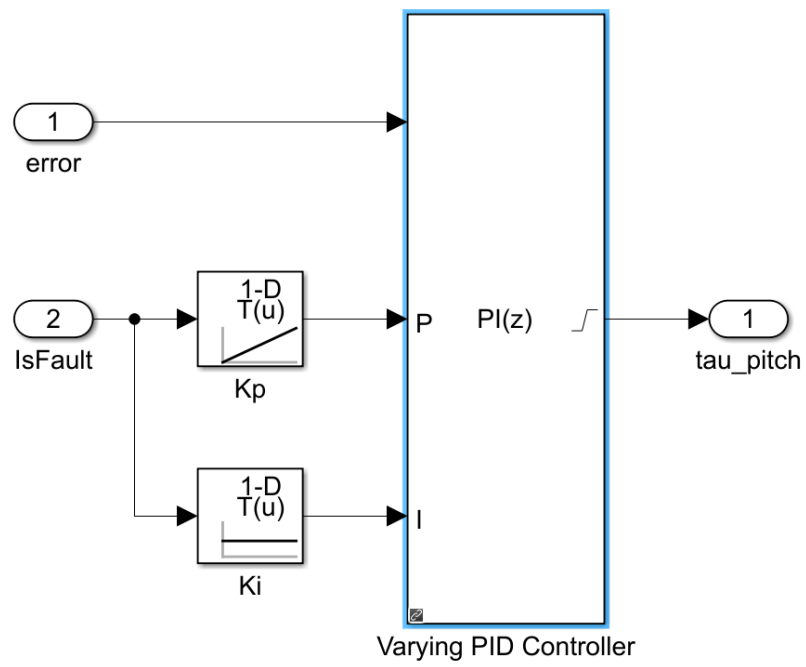 1
error
2
IsFault
1-D
T(u)
Kp
1-D
T(u)
Ki
P
PI(z)
I
Varying PID Controller
1
tau_pitch